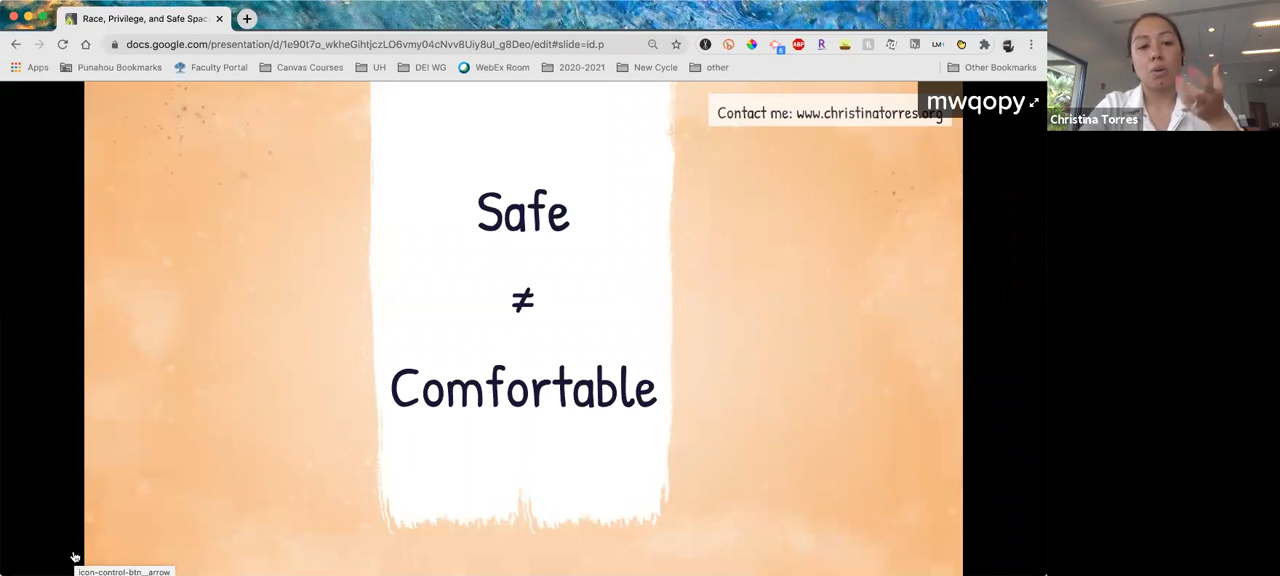 Race, Privilege, and Safe Spac
docs.google.com/presentation/d/1e90t7o_wkheGihtjczLO6vmy04cNvv8Uiy8ul_g8Deo/edit#slide=id.p
Apps Punahou Bookmarks Faculty Portal Canvas Courses UH DEI WG WebEx Room 2020-2021 New Cycle other Other Bookmarks
mwqopy
Contact me: www.christinatorres.org
Christina Torres
Safe
≠
Comfortable
icon-control-btn__arrow